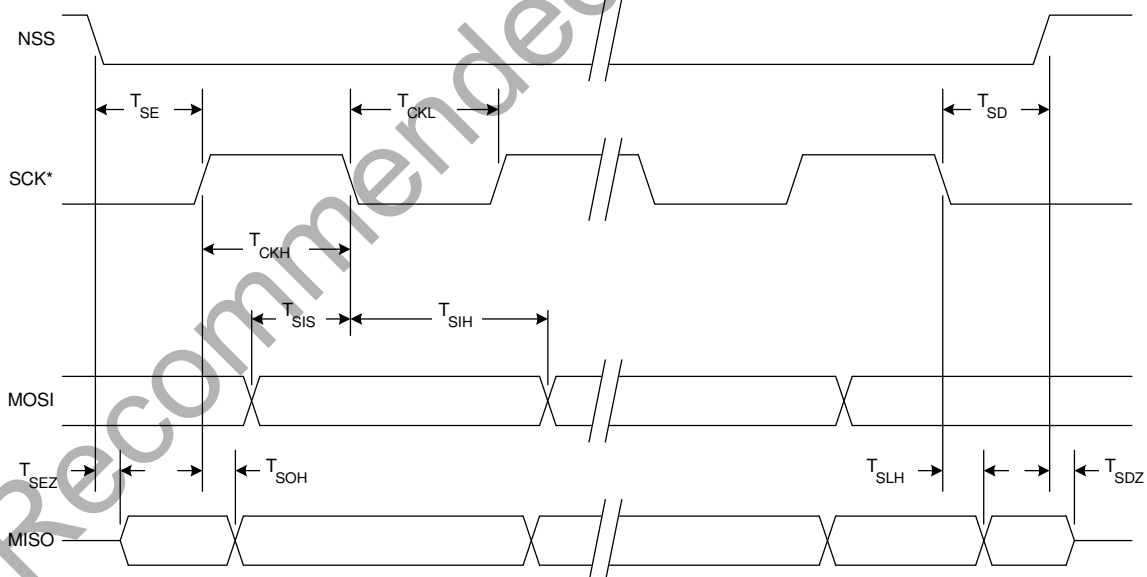 Recommended
NSS
T_SE
T_CKL
T_SD
SCK*
T_CKH
T_SIS
T_SIH
MOSI
T_SEZ
T_SOH
T_SLH
T_SDZ
MISO